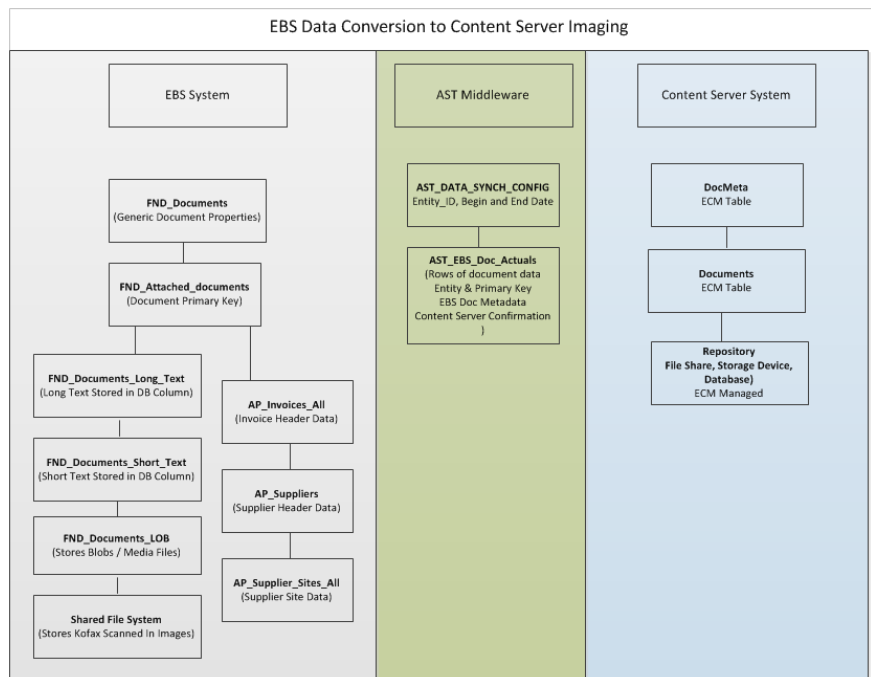 EBS Data Conversion to Content Server Imaging
EBS System
AST Middleware
Content Server System
FND_Documents
(Generic Document Properties)
FND_Attached_documents
(Document Primary Key)
FND_Documents_Long_Text
(Long Text Stored in DB Column)
FND_Documents_Short_Text
(Short Text Stored in DB Column)
FND_Documents_LOB
(Stores Blobs / Media Files)
Shared File System
(Stores Kofax Scanned In Images)
AP_Invoices_All
(Invoice Header Data)
AP_Suppliers
(Supplier Header Data)
AP_Supplier_Sites_All
(Supplier Site Data)
AST_DATA_SYNCH_CONFIG
Entity_ID, Begin and End Date
AST_EBS_Doc_Actuals
(Rows of document data
Entity & Primary Key
EBS Doc Metadata
Content Server Confirmation
)
DocMeta
ECM Table
Documents
ECM Table
Repository
File Share, Storage Device,
Database)
ECM Managed